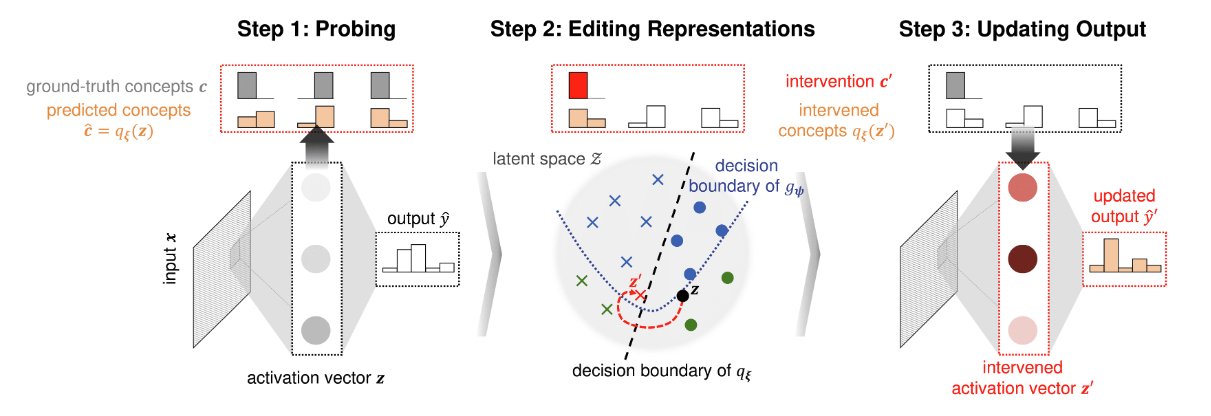 Step 1: Probing
ground-truth concepts c
predicted concepts
ĉ = qξ(z)
input x
output ŷ
activation vector z
Step 2: Editing Representations
intervention c′
intervened
concepts qξ(z′)
latent space 𝒵
decision
boundary of gψ
z′
z
decision boundary of qξ
Step 3: Updating Output
updated
output ŷ′
intervened
activation vector z′